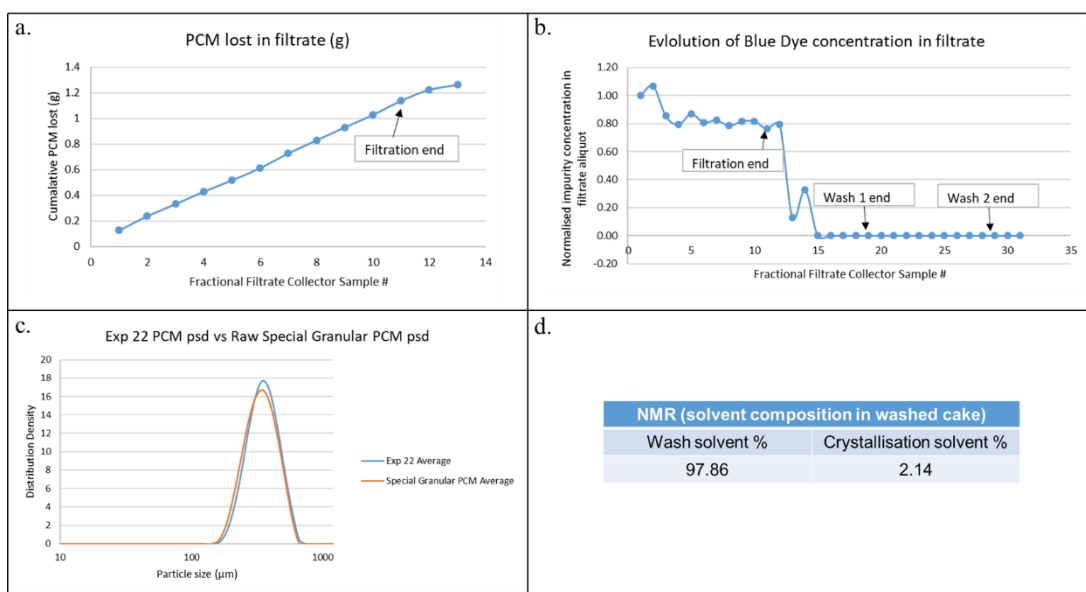 a.
PCM lost in filtrate (g)
Cumalative PCM lost (g)
1.4
1.2
1
0.8
0.6
0.4
0.2
0
Filtration end
0 2 4 6 8 10 12 14
Fractional Filtrate Collector Sample #
b.
Evlolution of Blue Dye concentration in filtrate
Normalised impurity concentration in
filtrate aliquot
1.20
1.00
0.80
0.60
0.40
0.20
0.00
-0.20
Filtration end
Wash 1 end
Wash 2 end
0 5 10 15 20 25 30 35
Fractional Filtrate Collector Sample #
c.
Exp 22 PCM psd vs Raw Special Granular PCM psd
Distribution Density
20
18
16
14
12
10
8
6
4
2
0
10 100 1000
Particle size (μm)
Exp 22 Average
Special Granular PCM Average
d.
NMR (solvent composition in washed cake)
Wash solvent % Crystallisation solvent %
97.86 2.14